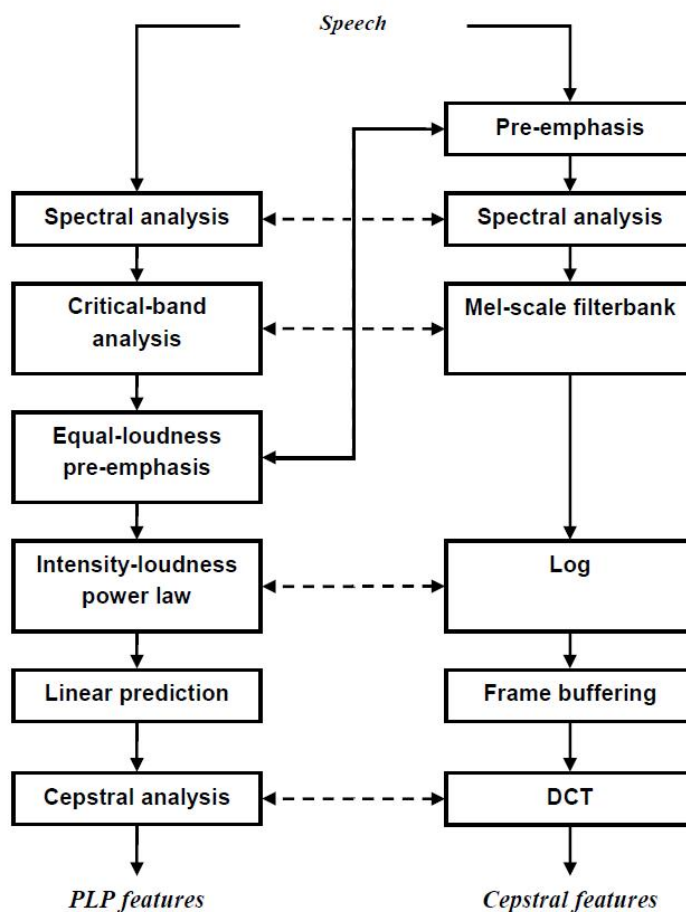 Speech
Pre-emphasis
Spectral analysis
Spectral analysis
Critical-band
analysis
Mel-scale filterbank
Equal-loudness
pre-emphasis
Intensity-loudness
power law
Log
Linear prediction
Frame buffering
Cepstral analysis
DCT
PLP features
Cepstral features